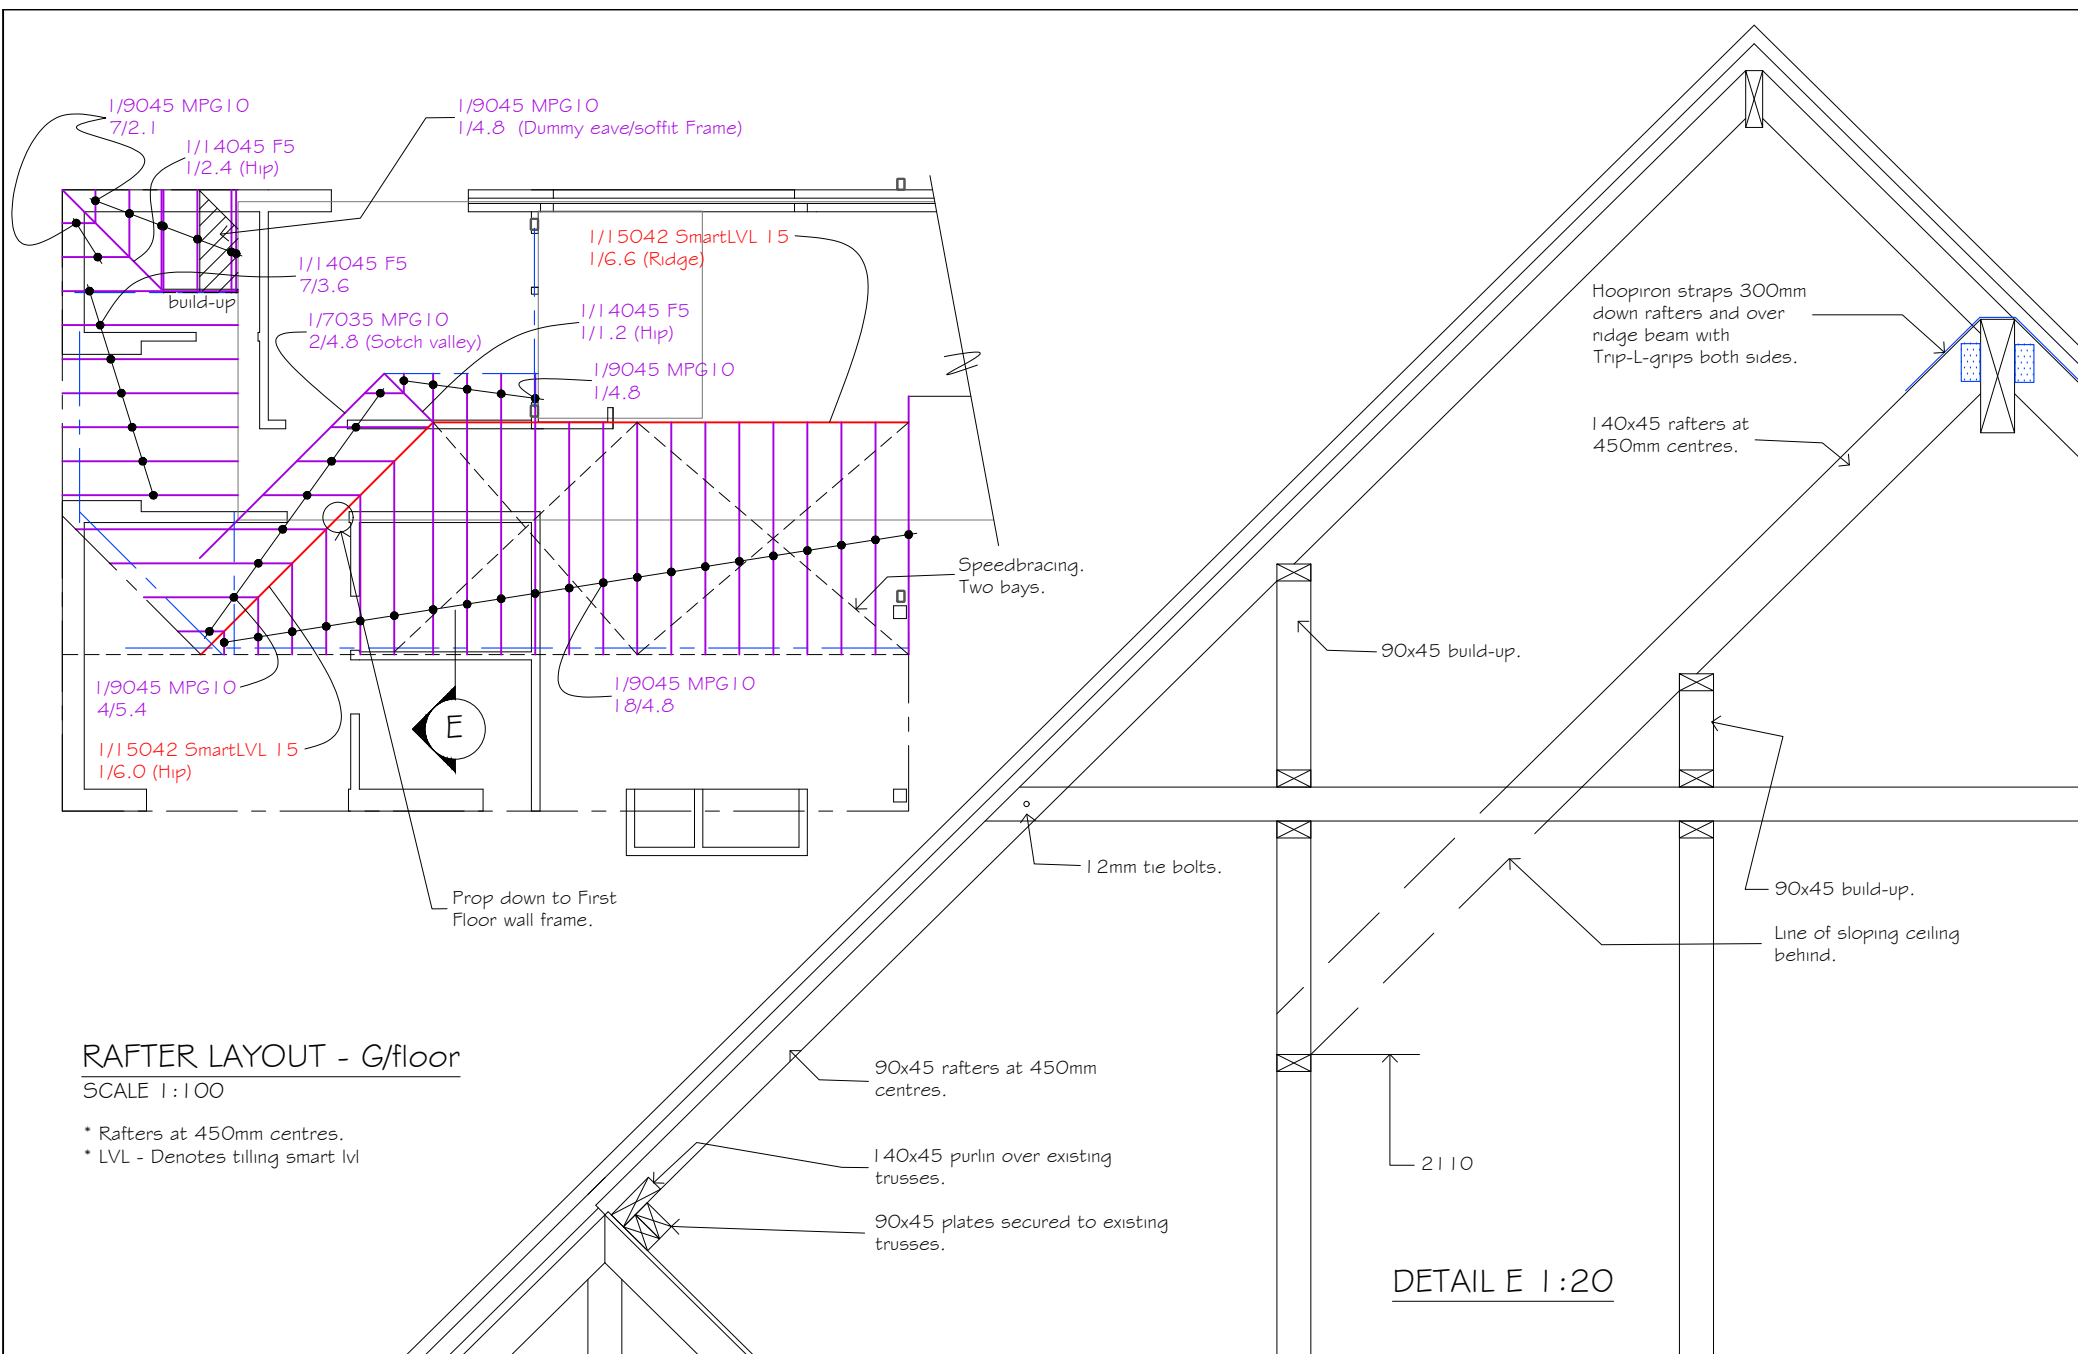 1/9045 MPG10
7/2.1
1/14045 F5
1/2.4 (Hip)
1/9045 MPG10
1/4.8 (Dummy eave/soffit Frame)
1/15042 SmartLVL 15
1/6.6 (Ridge)
1/14045 F5
7/3.6
build-up
1/7035 MPG10
2/4.8 (Sotch valley)
1/14045 F5
1/1.2 (Hip)
1/9045 MPG10
1/4.8
Speedbracing.
Two bays.
1/9045 MPG10
4/5.4
1/15042 SmartLVL 15
1/6.0 (Hip)
1/9045 MPG10
18/4.8
E
Prop down to First
Floor wall frame.
RAFTER LAYOUT - G/floor
SCALE 1:100
* Rafters at 450mm centres.
* LVL - Denotes tilling smart lvl
Hoopiron straps 300mm
down rafters and over
ridge beam with
Trip-L-grips both sides.
140x45 rafters at
450mm centres.
90x45 build-up.
12mm tie bolts.
90x45 build-up.
Line of sloping ceiling
behind.
90x45 rafters at 450mm
centres.
140x45 purlin over existing
trusses.
90x45 plates secured to existing
trusses.
2110
DETAIL E 1:20